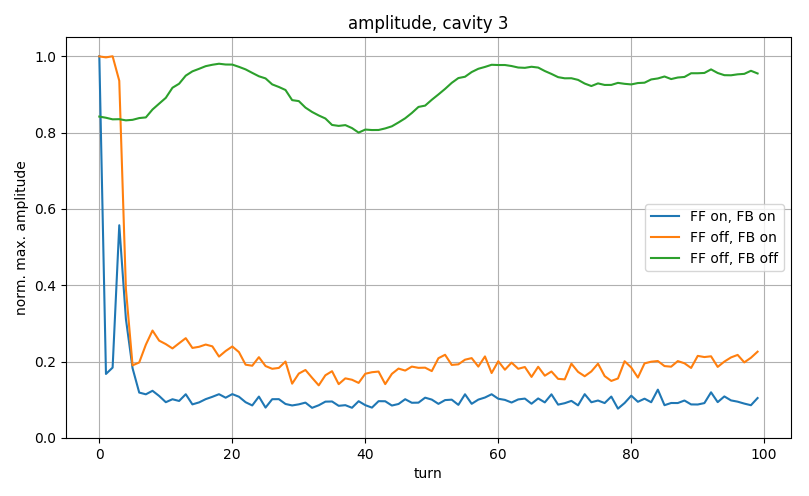 amplitude, cavity 3
norm. max. amplitude
1.0
0.8
0.6
0.4
0.2
0.0
FF on, FB on
FF off, FB on
FF off, FB off
0 20 40 60 80 100
turn